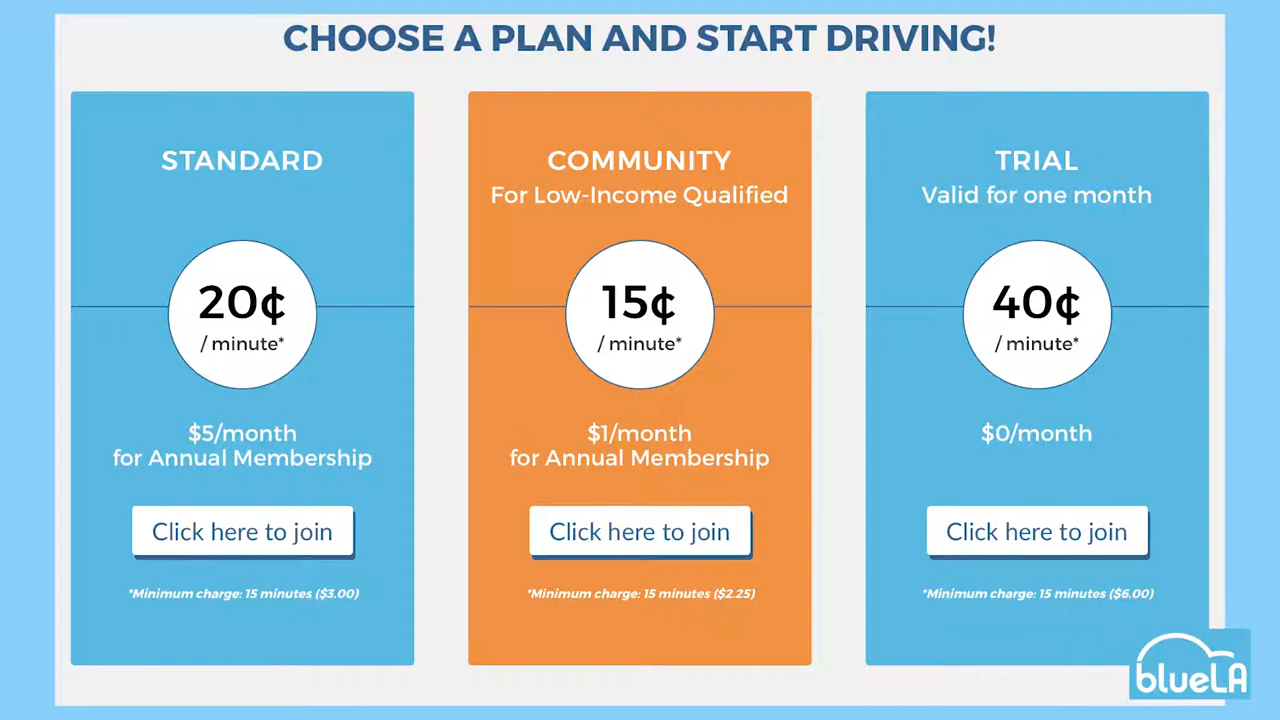 CHOOSE A PLAN AND START DRIVING!
STANDARD
20¢
/ minute*
$5/month
for Annual Membership
Click here to join
*Minimum charge: 15 minutes ($3.00)
COMMUNITY
For Low-Income Qualified
15¢
/ minute*
$1/month
for Annual Membership
Click here to join
*Minimum charge: 15 minutes ($2.25)
TRIAL
Valid for one month
40¢
/ minute*
$0/month
Click here to join
*Minimum charge: 15 minutes ($6.00)
blueLA